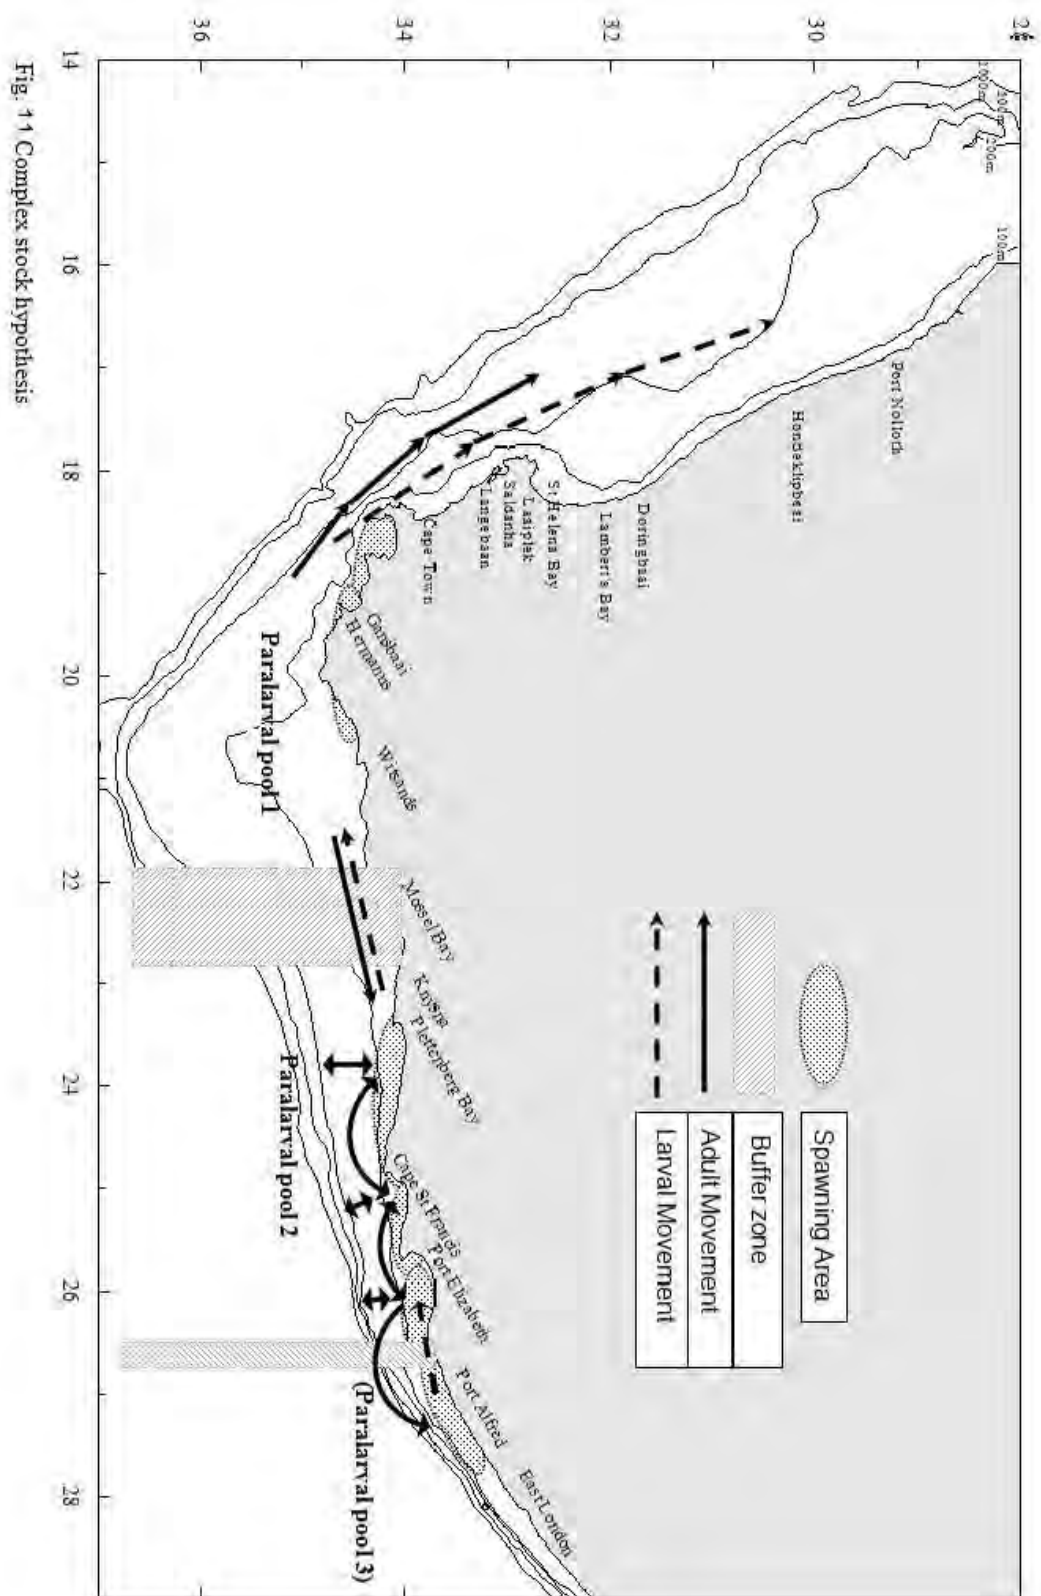 28
30
32
34
36
14
16
18
20
22
24
26
28
1000m
200m
100m
Port Nolloth
Hondeklipbaai
Doringbaai
Lambert's Bay
St Helena Bay
Laaiplek
Saldanha
Langebaan
Cape Town
Gansbaai
Hermanus
Witsands
Mossel Bay
Knysna
Plettenberg Bay
Cape St Francis
Port Elizabeth
Port Alfred
East London
Spawning Area
Buffer zone
Adult Movement
Larval Movement
Paralarval pool 1
Paralarval pool 2
(Paralarval pool 3)
Fig. 11 Complex stock hypothesis